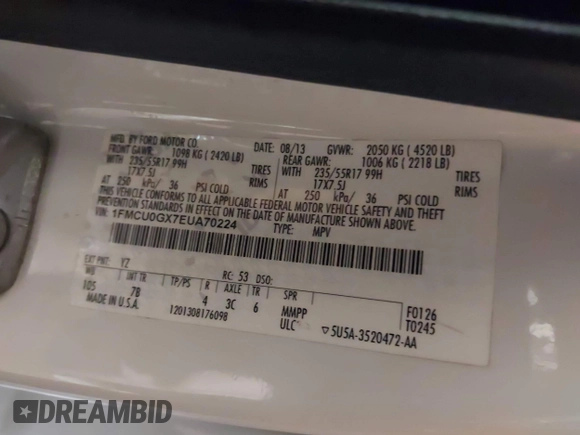 MFD. BY FORD MOTOR CO.
DATE: 08/13 GVWR: 2050 KG ( 4520 LB)
FRONT GAWR: 1098 KG ( 2420 LB) REAR GAWR: 1006 KG ( 2218 LB)
WITH 235/55R17 99H TIRES WITH 235/55R17 99H TIRES
17X7.5J RIMS 17X7.5J RIMS
AT 250 kPa/ 36 PSI COLD AT 250 kPa/ 36 PSI COLD
THIS VEHICLE CONFORMS TO ALL APPLICABLE FEDERAL MOTOR VEHICLE SAFETY AND THEFT
PREVENTION STANDARDS IN EFFECT ON THE DATE OF MANUFACTURE SHOWN ABOVE.
VIN: 1FMCU0GX7EUA70224
TYPE: MPV
F0126
T0245
EXT PNT: YZ RC: 53 DSO:
WB INT TR TP/PS R AXLE TR SPR
105 7B 4 3C 6 MMPP
MADE IN U.S.A. 1201308176098 ULC ▽5U5A-3520472-AA
DREAMBID